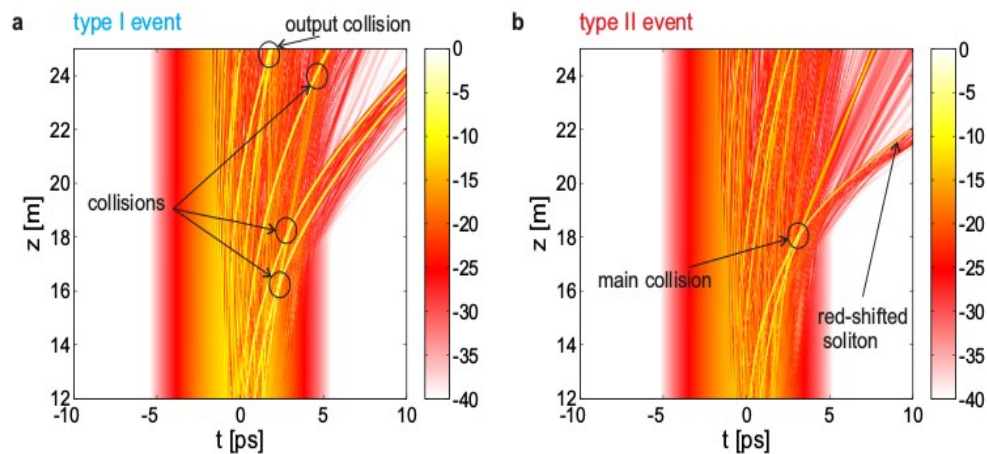 a type I event
output collision
collisions
z [m]
24
22
20
18
16
14
12
-10 -5 0 5 10
t [ps]
0
-5
-10
-15
-20
-25
-30
-35
-40
b type II event
main collision
red-shifted
soliton
z [m]
24
22
20
18
16
14
12
-10 -5 0 5 10
t [ps]
0
-5
-10
-15
-20
-25
-30
-35
-40